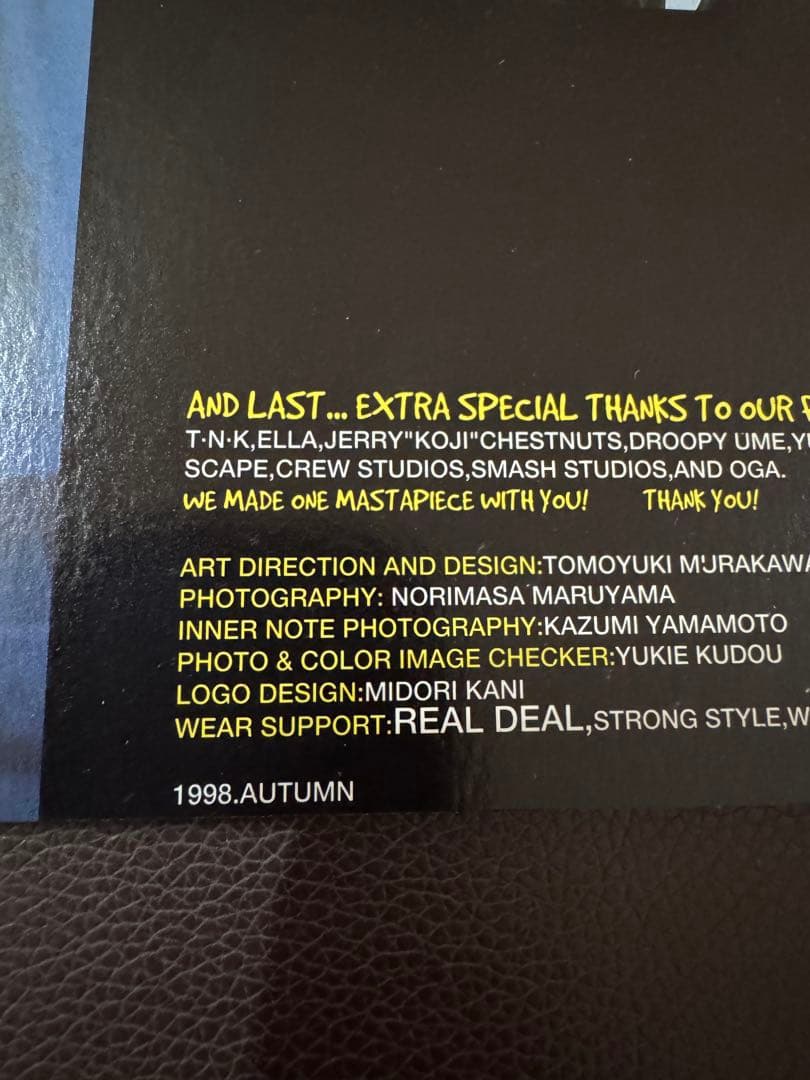 AND LAST... EXTRA SPECIAL THANKS TO OUR
T·N·K,ELLA,JERRY"KOJI"CHESTNUTS,DROOPY UME,
SCAPE,CREW STUDIOS,SMASH STUDIOS,AND OGA.
WE MADE ONE MASTAPIECE WITH YOU! THANK YOU!
ART DIRECTION AND DESIGN:TOMOYUKI MURAKAWA
PHOTOGRAPHY: NORIMASA MARUYAMA
INNER NOTE PHOTOGRAPHY:KAZUMI YAMAMOTO
PHOTO & COLOR IMAGE CHECKER:YUKIE KUDOU
LOGO DESIGN:MIDORI KANI
WEAR SUPPORT:REAL DEAL,STRONG STYLE,
1998.AUTUMN